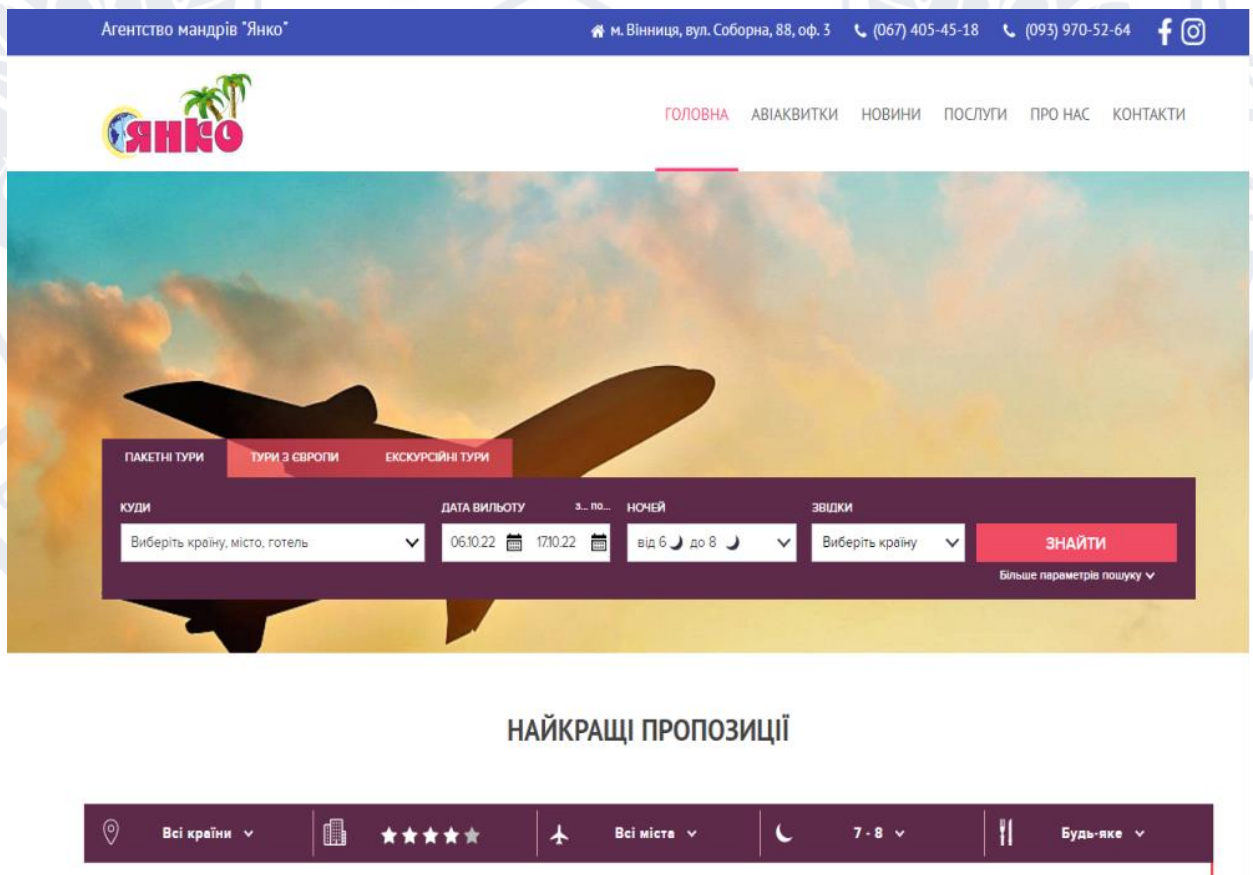 Агентство мандрів "Янко"
м. Вінниця, вул. Соборна, 88, оф. 3 (067) 405-45-18 (093) 970-52-64
ЯНКО
ГОЛОВНА АВІАКВИТКИ НОВИНИ ПОСЛУГИ ПРО НАС КОНТАКТИ
ПАКЕТНІ ТУРИ ТУРИ З ЄВРОПИ ЕКСКУРСІЙНІ ТУРИ
КУДИ ДАТА ВИЛЬОТУ з... по... НОЧЕЙ ЗВІДКИ
Виберіть країну, місто, готель 06.10.22 17.10.22 від 6 до 8 Виберіть країну ЗНАЙТИ
Більше параметрів пошуку
НАЙКРАЩІ ПРОПОЗИЦІЇ
Всі країни Всі міста 7 - 8 Будь-яке